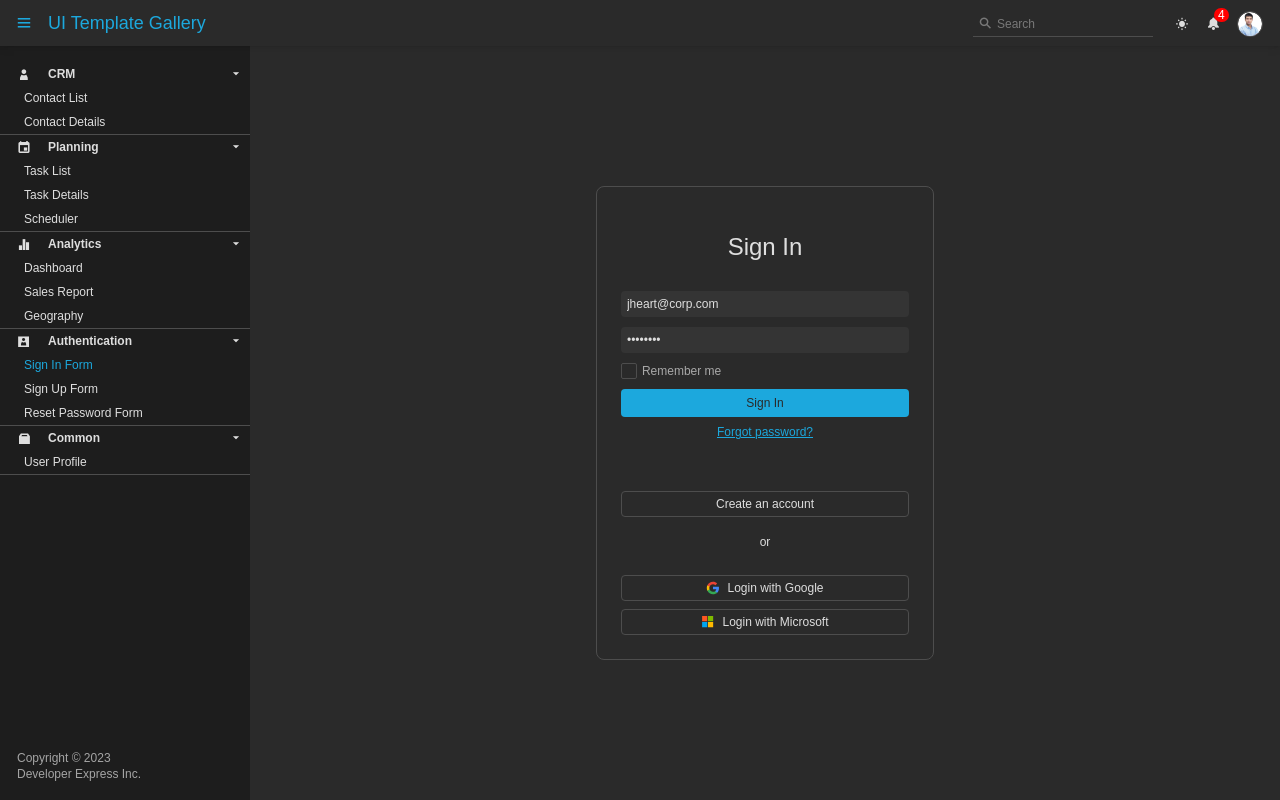 UI Template Gallery
Search
4
CRM
Contact List
Contact Details
Planning
Task List
Task Details
Scheduler
Analytics
Dashboard
Sales Report
Geography
Authentication
Sign In Form
Sign Up Form
Reset Password Form
Common
User Profile
Copyright © 2023
Developer Express Inc.
Sign In
jheart@corp.com
••••••••
Remember me
Sign In
Forgot password?
Create an account
or
Login with Google
Login with Microsoft